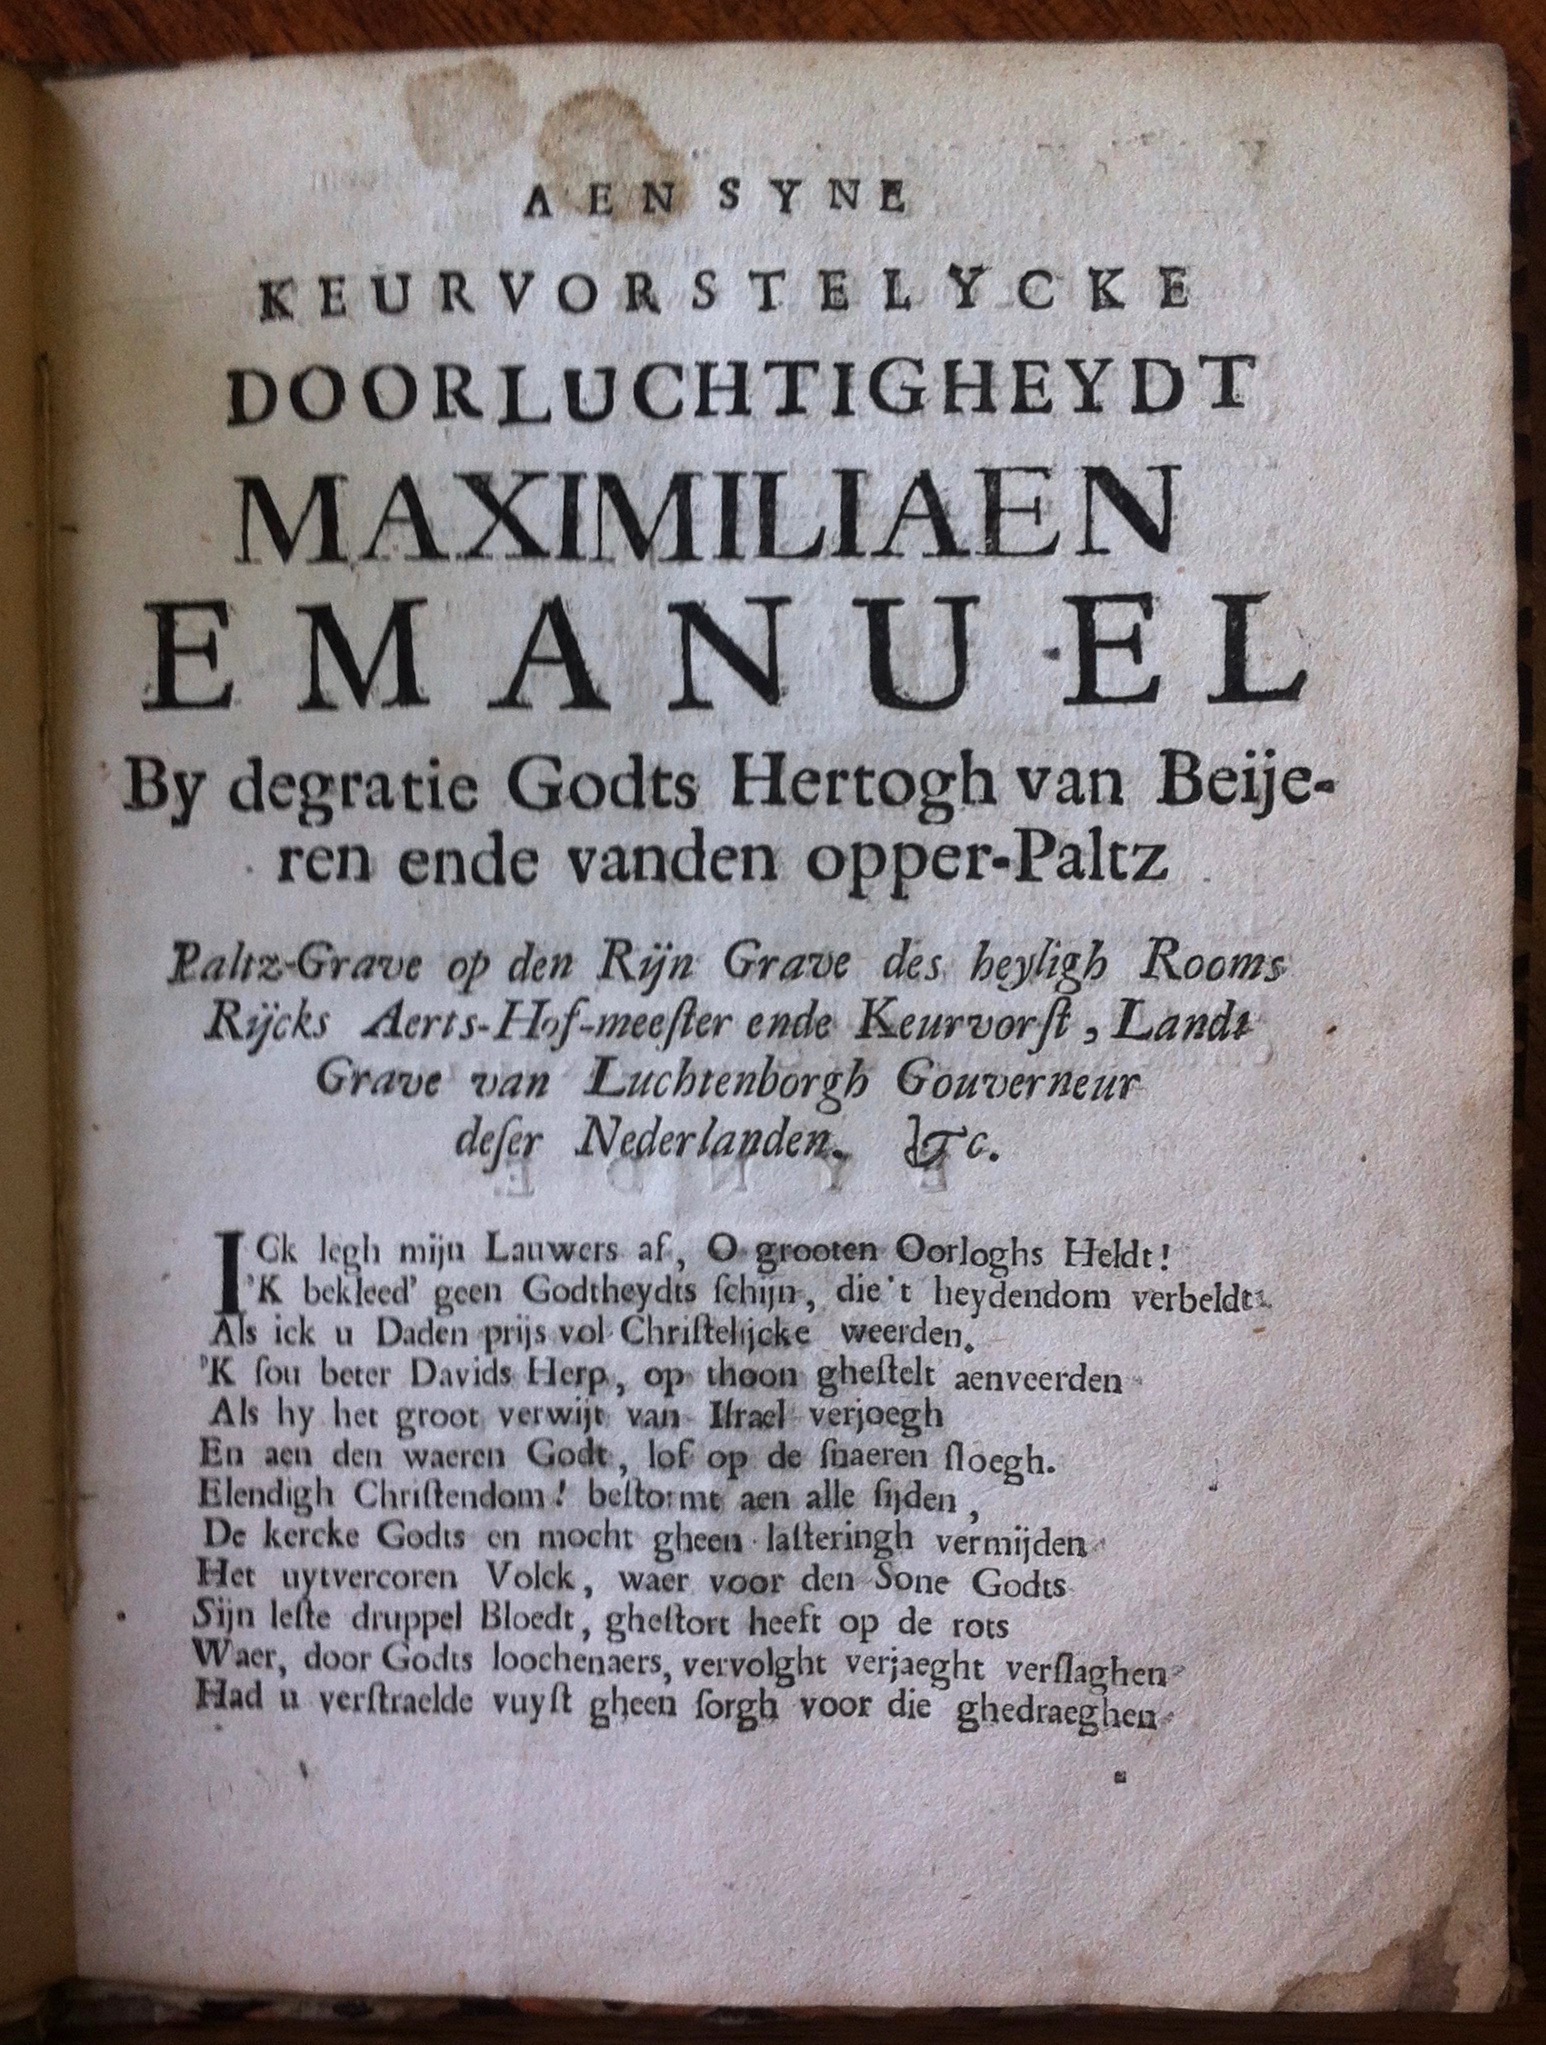 AEN SYNE
KEURVORSTELYCKE
DOORLUCHTIGHEYDT
MAXIMILIAEN
EMANUEL
By degratie Godts Hertogh van Beije-
ren ende vanden opper-Paltz
Paltz-Grave op den Rijn Grave des heyligh Rooms
Rijcks Aerts-Hof-meeſter ende Keurvorſt, Landt
Grave van Luchtenborgh Gouverneur
deſer Nederlanden. &c.
ICk legh mijn Lauwers af, O grooten Oorloghs Heldt!
'K bekleed' geen Godtheydts ſchijn, die 't heydendom verbeldt
Als ick u Daden prijs vol Chriſtelijcke weerden.
'K ſou beter Davids Herp, op thoon gheſtelt aenveerden
Als hy het groot verwijt van Iſrael verjoegh
En aen den waeren Godt, lof op de ſnaeren ſloegh.
Elendigh Chriſtendom! beſtormt aen alle ſijden,
De kercke Godts en mocht gheen laſteringh vermijden
Het uytvercoren Volck, waer voor den Sone Godts
Sijn leſte druppel Bloedt, gheſtort heeft op de rots
Waer, door Godts loochenaers, vervolght verjaeght verſlaghen
Had u verſtraelde vuyſt gheen ſorgh voor die ghedraeghen